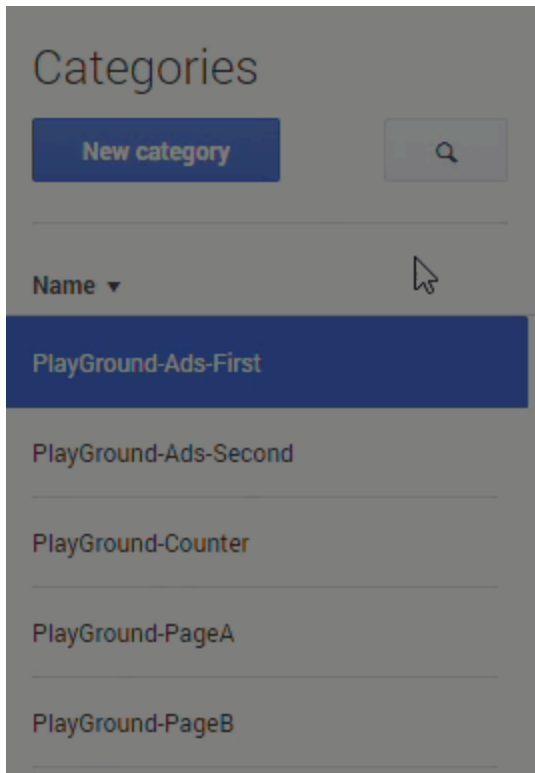 Categories
New category
Name ▼
PlayGround-Ads-First
PlayGround-Ads-Second
PlayGround-Counter
PlayGround-PageA
PlayGround-PageB